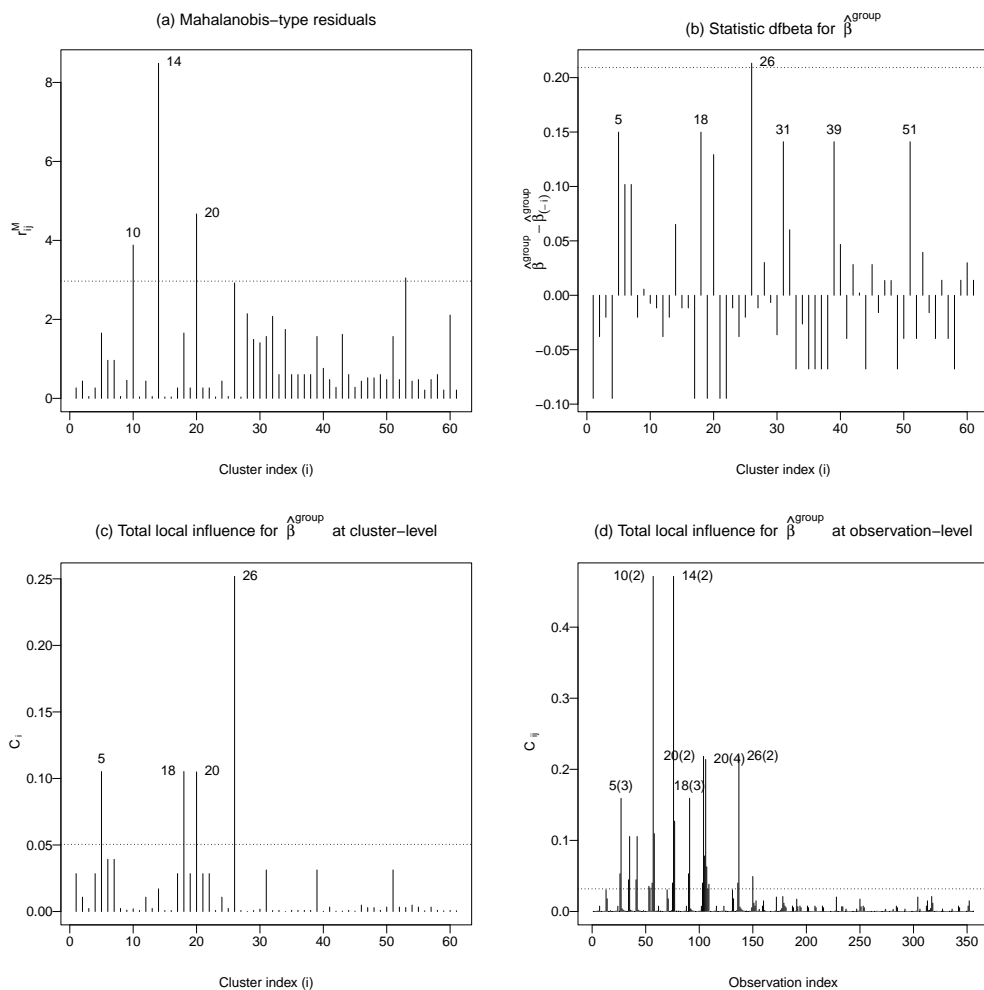 (a) Mahalanobis−type residuals
r_ij^M
8
6
4
2
0
14
20
10
0 10 20 30 40 50 60
Cluster index (i)
(b) Statistic dfbeta for β̂^group
β̂^group − β̂_(−i)^group
0.20
0.15
0.10
0.05
0.00
−0.05
−0.10
26
5 18 31 39 51
0 10 20 30 40 50 60
Cluster index (i)
(c) Total local influence for β̂^group at cluster−level
C_i
0.25
0.20
0.15
0.10
0.05
0.00
26
5 18 20
0 10 20 30 40 50 60
Cluster index (i)
(d) Total local influence for β̂^group at observation−level
C_ij
0.4
0.3
0.2
0.1
0.0
10(2) 14(2)
20(2) 20(4) 26(2)
5(3) 18(3)
0 50 100 150 200 250 300 350
Observation index